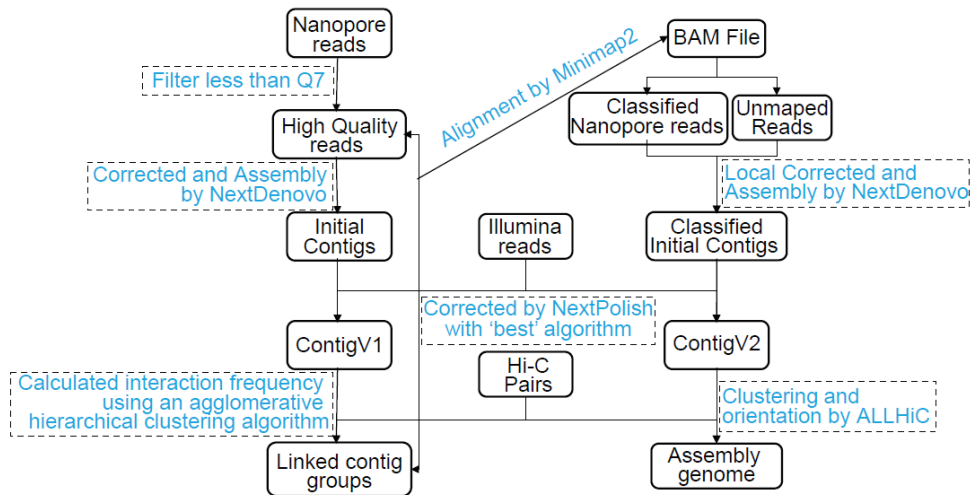 Nanopore
reads
Filter less than Q7
High Quality
reads
Corrected and Assembly
by NextDenovo
Initial
Contigs
ContigV1
Calculated interaction frequency
using an agglomerative
hierarchical clustering algorithm
Linked contig
groups
Alignment by Minimap2
Illumina
reads
Corrected by NextPolish
with ‘best’ algorithm
Hi-C
Pairs
BAM File
Classified
Nanopore reads
Unmaped
Reads
Local Corrected and
Assembly by NextDenovo
Classified
Initial Contigs
ContigV2
Clustering and
orientation by ALLHiC
Assembly
genome